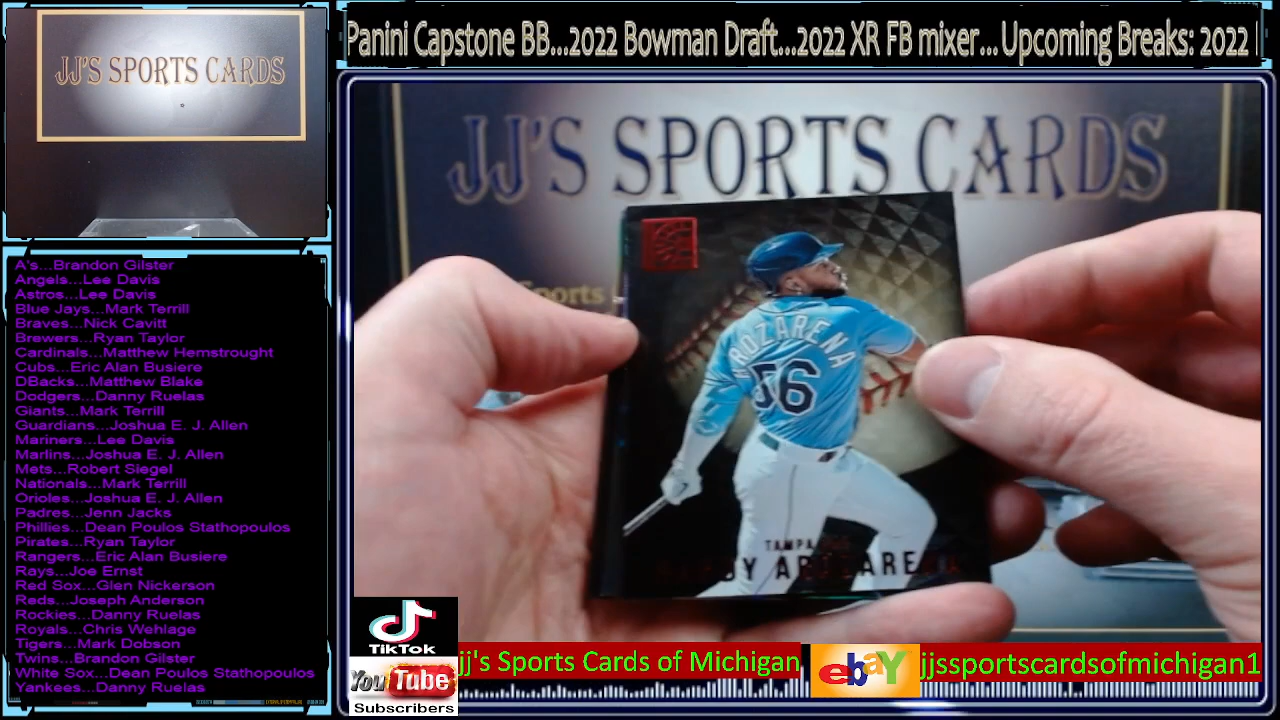 JJ'S SPORTS CARDS
Panini Capstone BB...2022 Bowman Draft...2022 XR FB mixer... Upcoming Breaks: 2022
JJ'S SPORTS CARDS
Sports
ROZARENA
56
TAMPA
A's...Brandon Gilster
Angels...Lee Davis
Astros...Lee Davis
Blue Jays...Mark Terrill
Braves...Nick Cavitt
Brewers...Ryan Taylor
Cardinals...Matthew Hemstrought
Cubs...Eric Alan Busiere
DBacks...Matthew Blake
Dodgers...Danny Ruelas
Giants...Mark Terrill
Guardians...Joshua E. J. Allen
Mariners...Lee Davis
Marlins...Joshua E. J. Allen
Mets...Robert Siegel
Nationals...Mark Terrill
Orioles...Joshua E. J. Allen
Padres...Jenn Jacks
Phillies...Dean Poulos Stathopoulos
Pirates...Ryan Taylor
Rangers...Eric Alan Busiere
Rays...Joe Ernst
Red Sox...Glen Nickerson
Reds...Joseph Anderson
Rockies...Danny Ruelas
Royals...Chris Wehlage
Tigers...Mark Dobson
Twins...Brandon Gilster
White Sox...Dean Poulos Stathopoulos
Yankees...Danny Ruelas
TikTok
YouTube
Subscribers
jj's Sports Cards of Michigan
ebaY
jjssportscardsofmichigan1